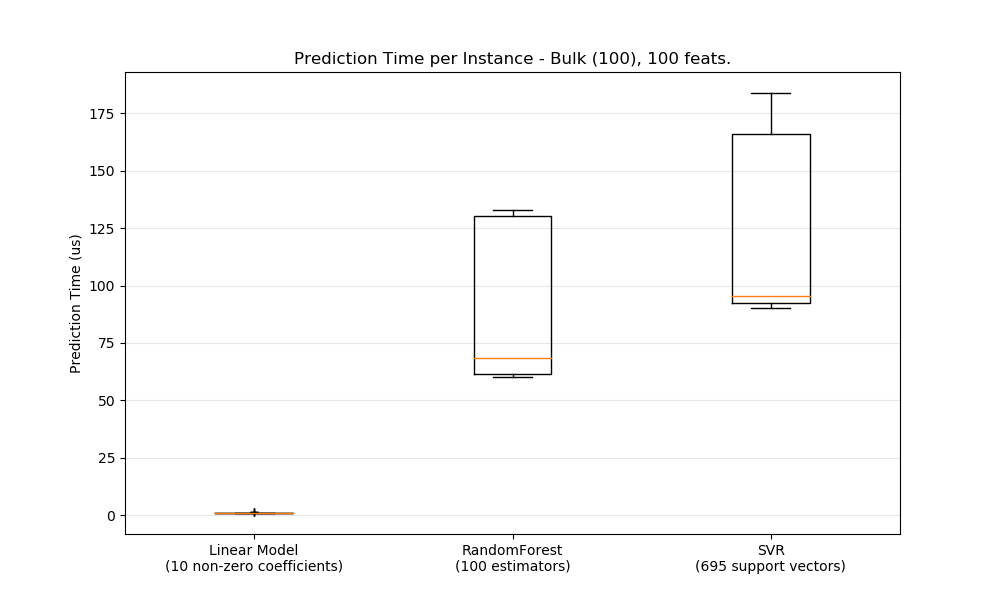 Prediction Time per Instance - Bulk (100), 100 feats.
175
150
125
100
75
50
25
0
Prediction Time (us)
Linear Model
(10 non-zero coefficients)
RandomForest
(100 estimators)
SVR
(695 support vectors)